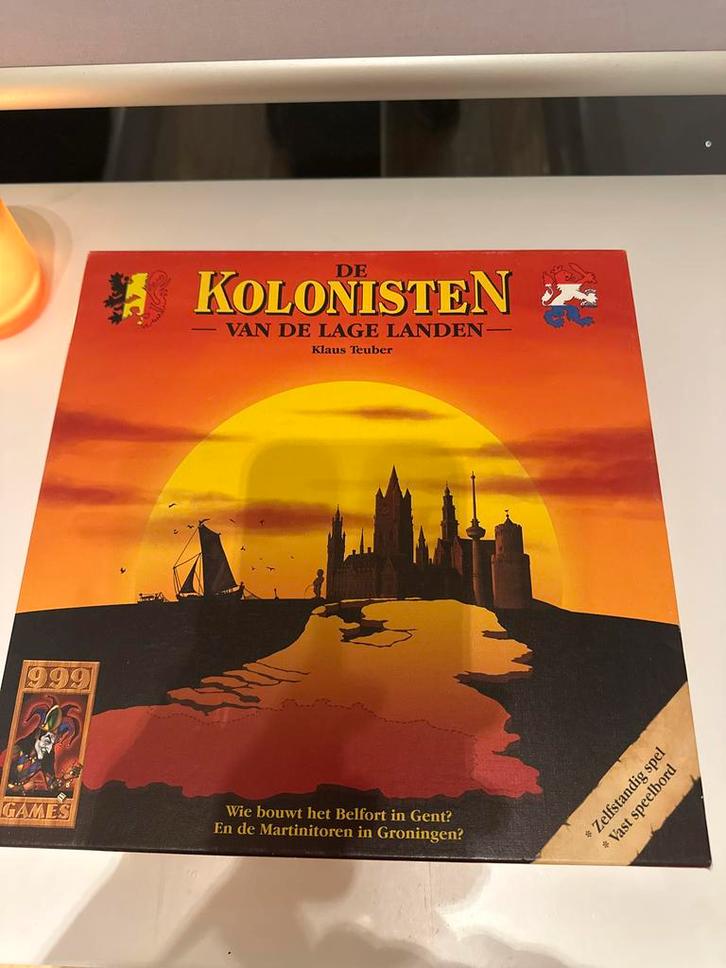 DE
KOLONISTEN
VAN DE LAGE LANDEN
Klaus Teuber
999
GAMES
Wie bouwt het Belfort in Gent?
En de Martinitoren in Groningen?
* Zelfstandig spel
* Vast speelbord